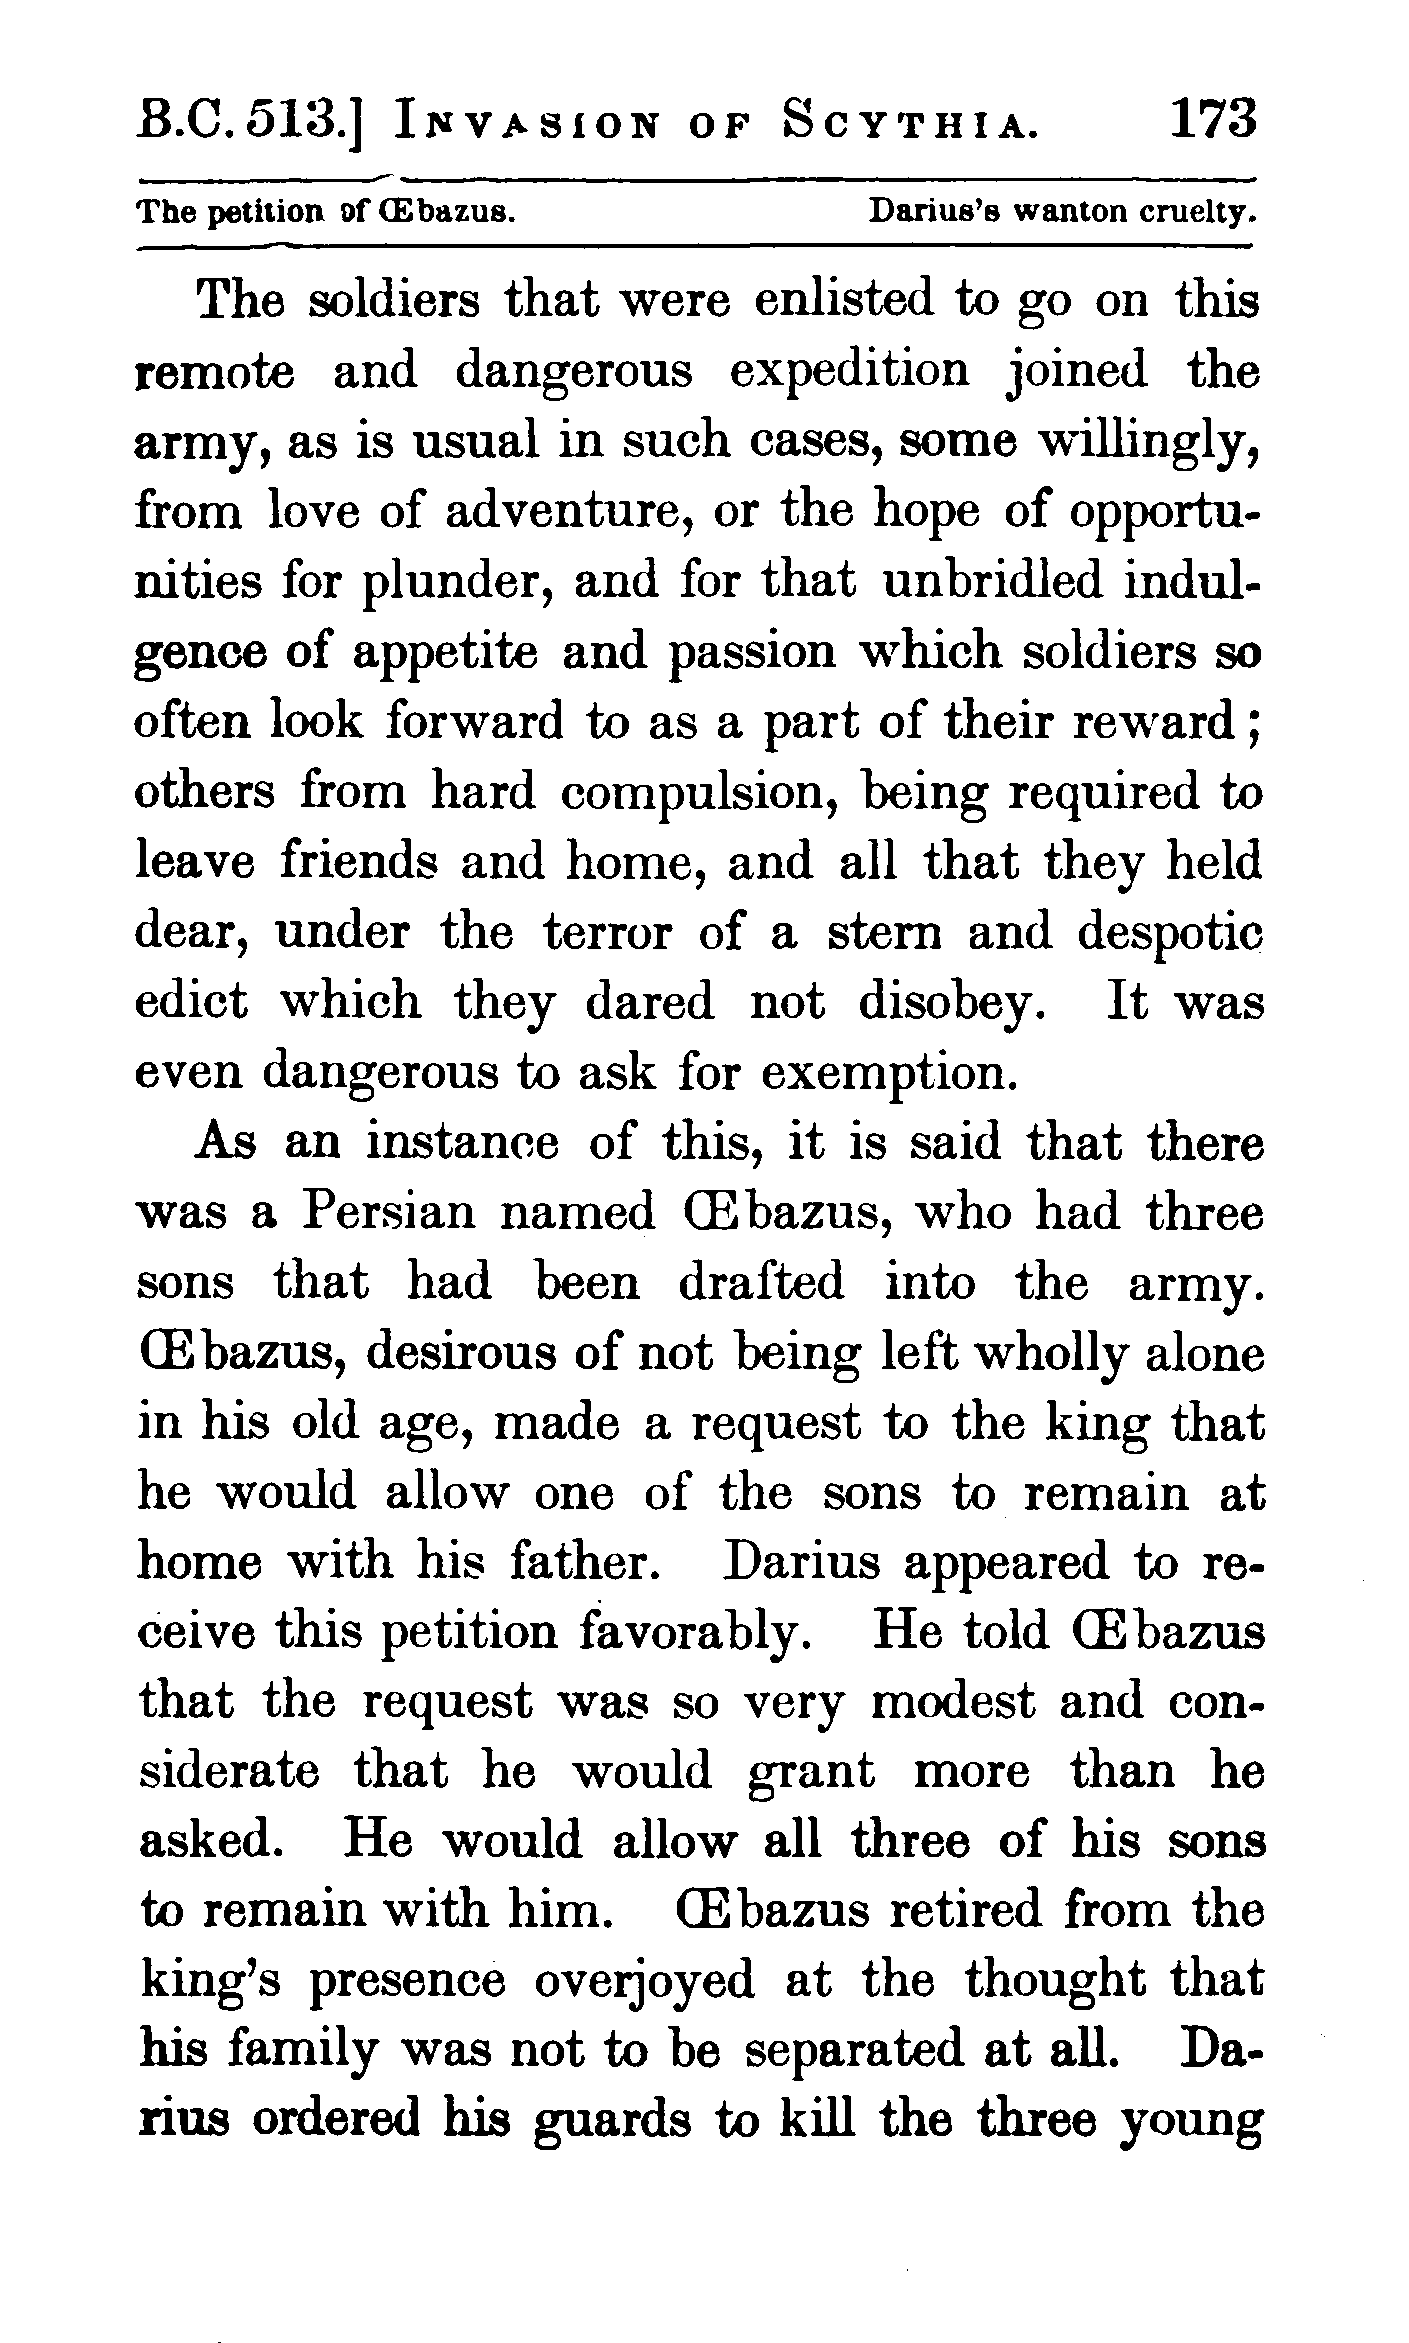 B.C. 513.] INVASION OF SCYTHIA. 173
The petition of Œbazus. Darius's wanton cruelty.
The soldiers that were enlisted to go on this
remote and dangerous expedition joined the
army, as is usual in such cases, some willingly,
from love of adventure, or the hope of opportu-
nities for plunder, and for that unbridled indul-
gence of appetite and passion which soldiers so
often look forward to as a part of their reward;
others from hard compulsion, being required to
leave friends and home, and all that they held
dear, under the terror of a stern and despotic
edict which they dared not disobey. It was
even dangerous to ask for exemption.
As an instance of this, it is said that there
was a Persian named Œbazus, who had three
sons that had been drafted into the army.
Œbazus, desirous of not being left wholly alone
in his old age, made a request to the king that
he would allow one of the sons to remain at
home with his father. Darius appeared to re-
ceive this petition favorably. He told Œbazus
that the request was so very modest and con-
siderate that he would grant more than he
asked. He would allow all three of his sons
to remain with him. Œbazus retired from the
king's presence overjoyed at the thought that
his family was not to be separated at all. Da-
rius ordered his guards to kill the three young